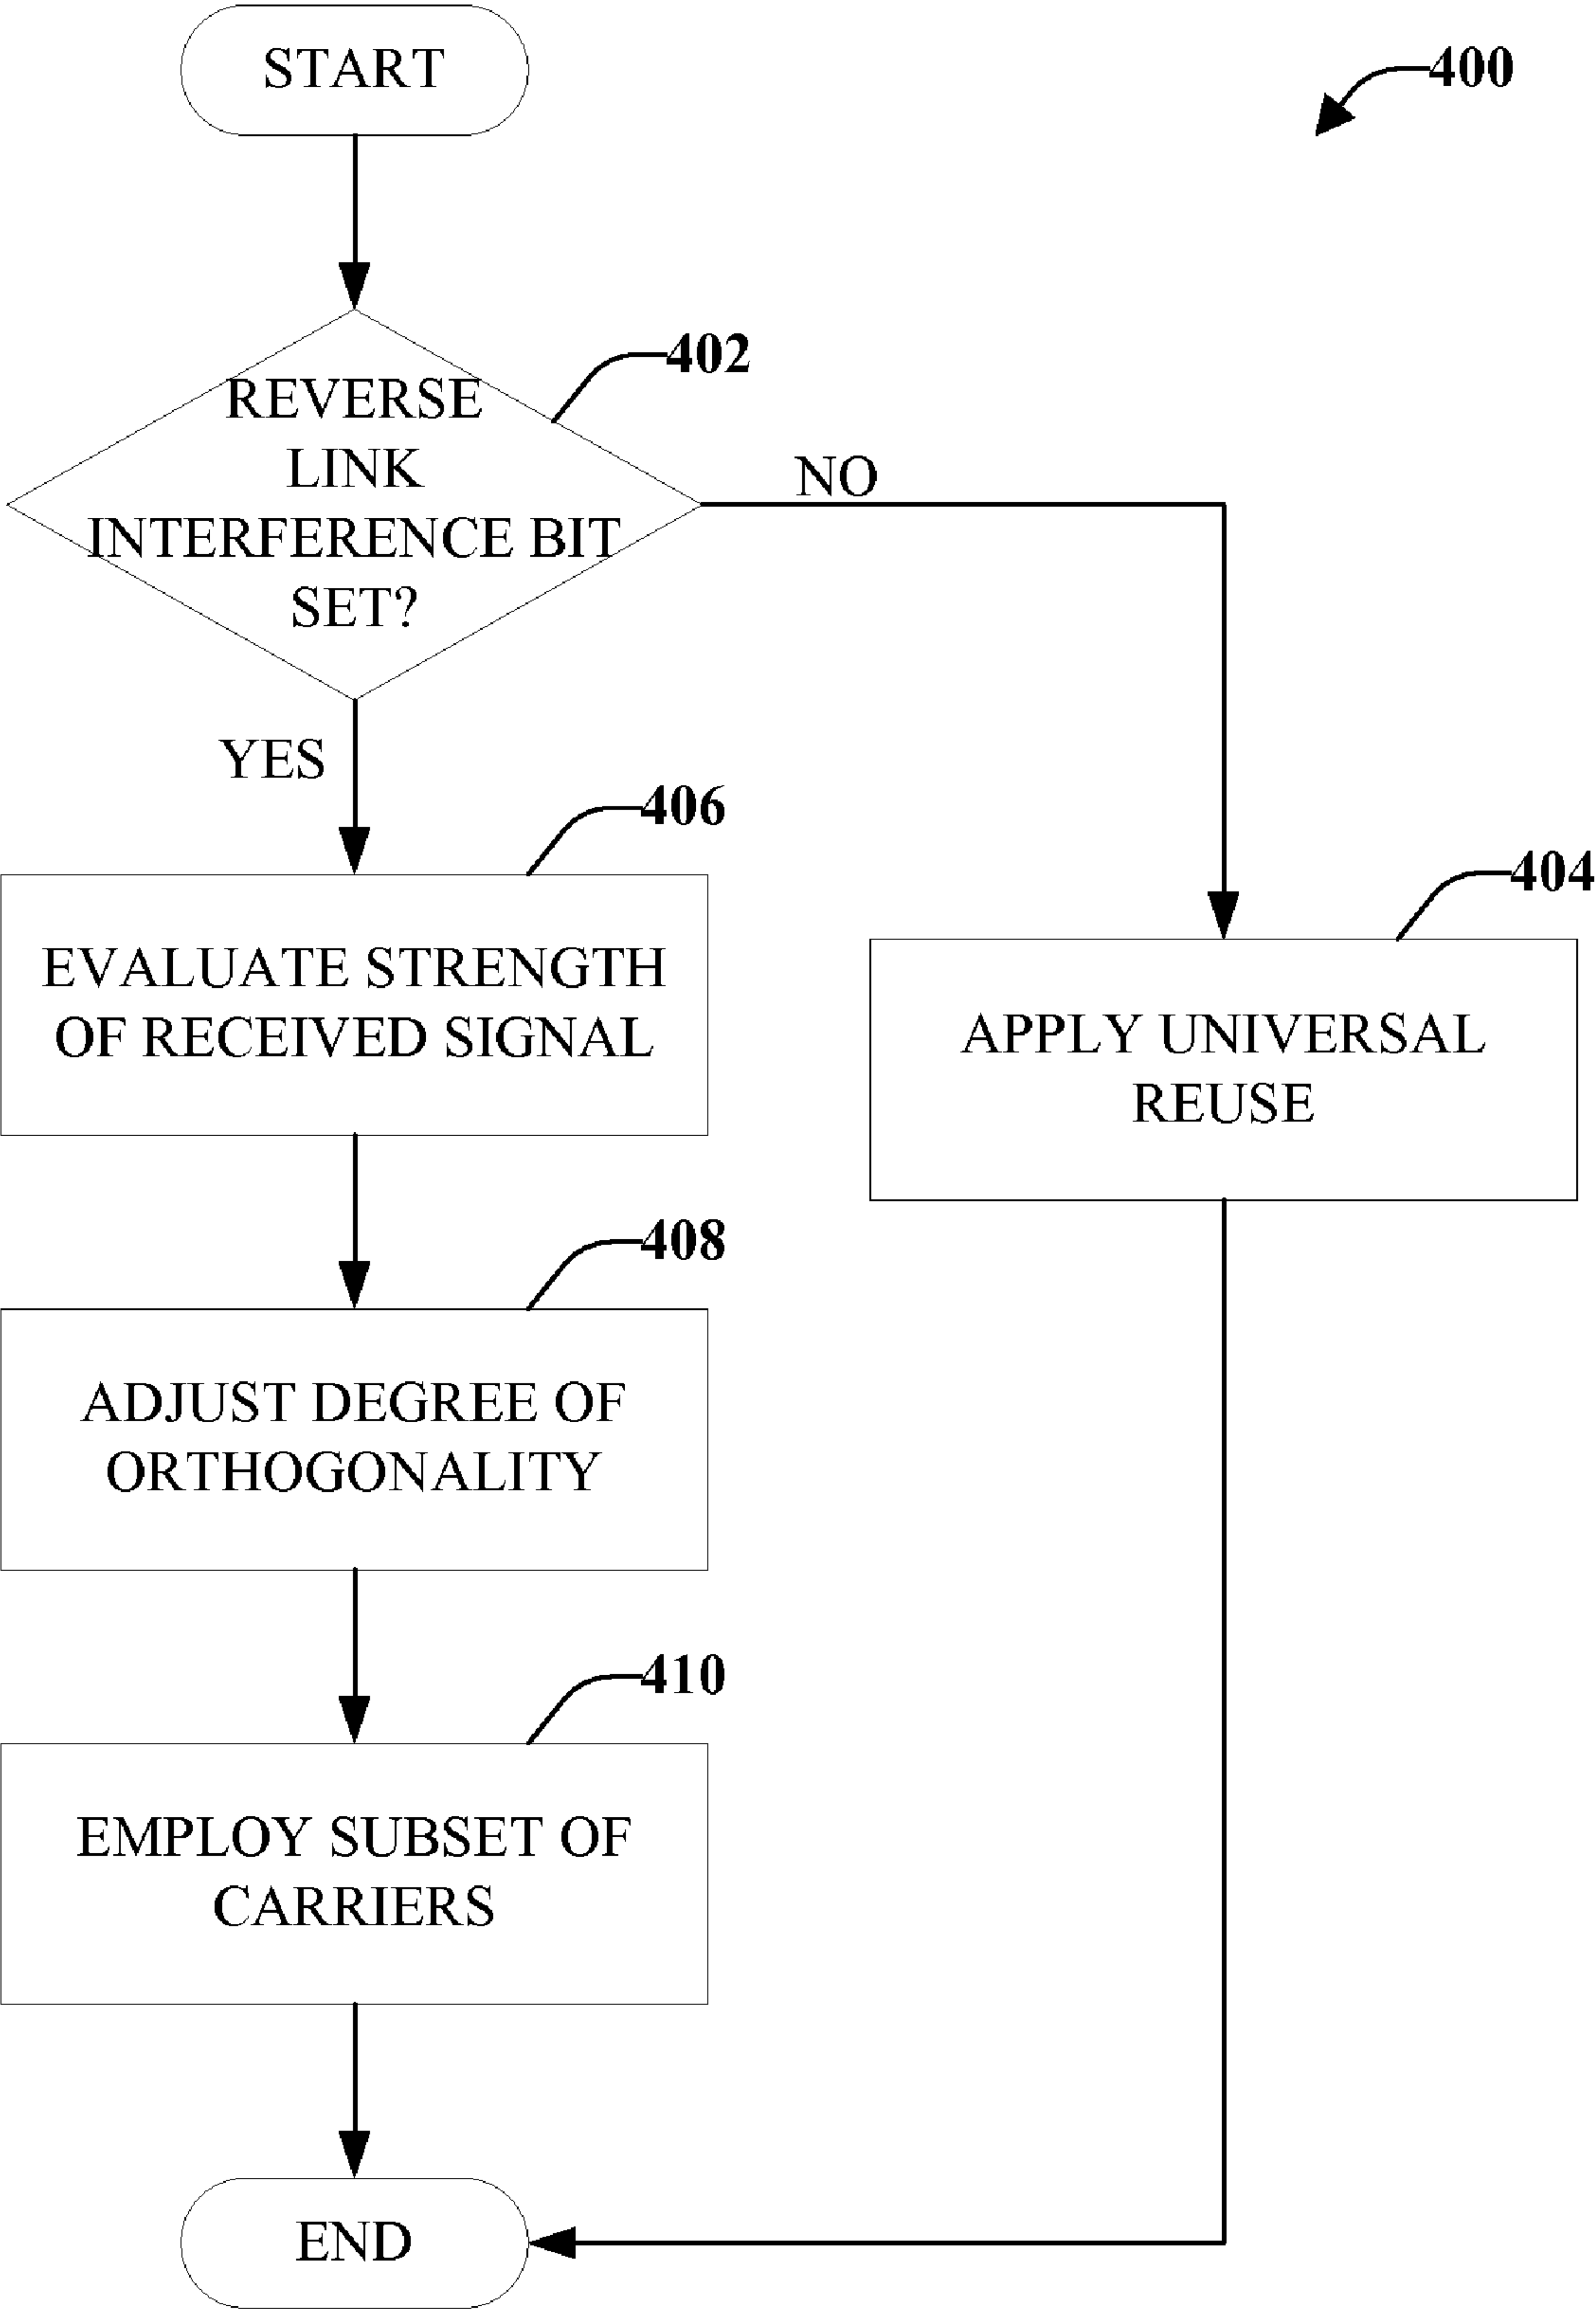 START
400
402
REVERSE
LINK
INTERFERENCE BIT
SET?
NO
YES
406
EVALUATE STRENGTH
OF RECEIVED SIGNAL
404
APPLY UNIVERSAL
REUSE
408
ADJUST DEGREE OF
ORTHOGONALITY
410
EMPLOY SUBSET OF
CARRIERS
END